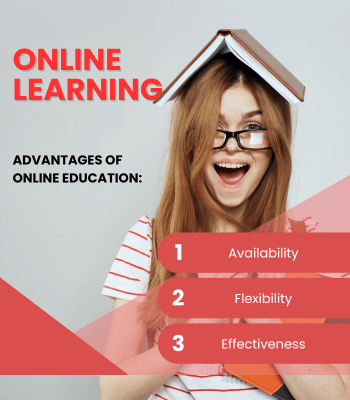 ONLINE
LEARNING
ADVANTAGES OF
ONLINE EDUCATION:
1 Availability
2 Flexibility
3 Effectiveness